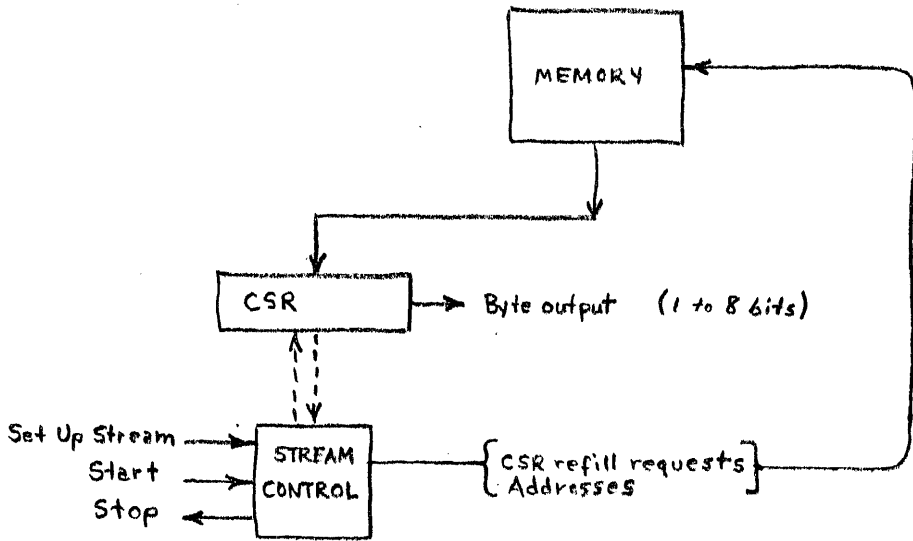 MEMORY
CSR
Byte output (1 to 8 bits)
Set Up Stream
Start
Stop
STREAM
CONTROL
CSR refill requests
Addresses